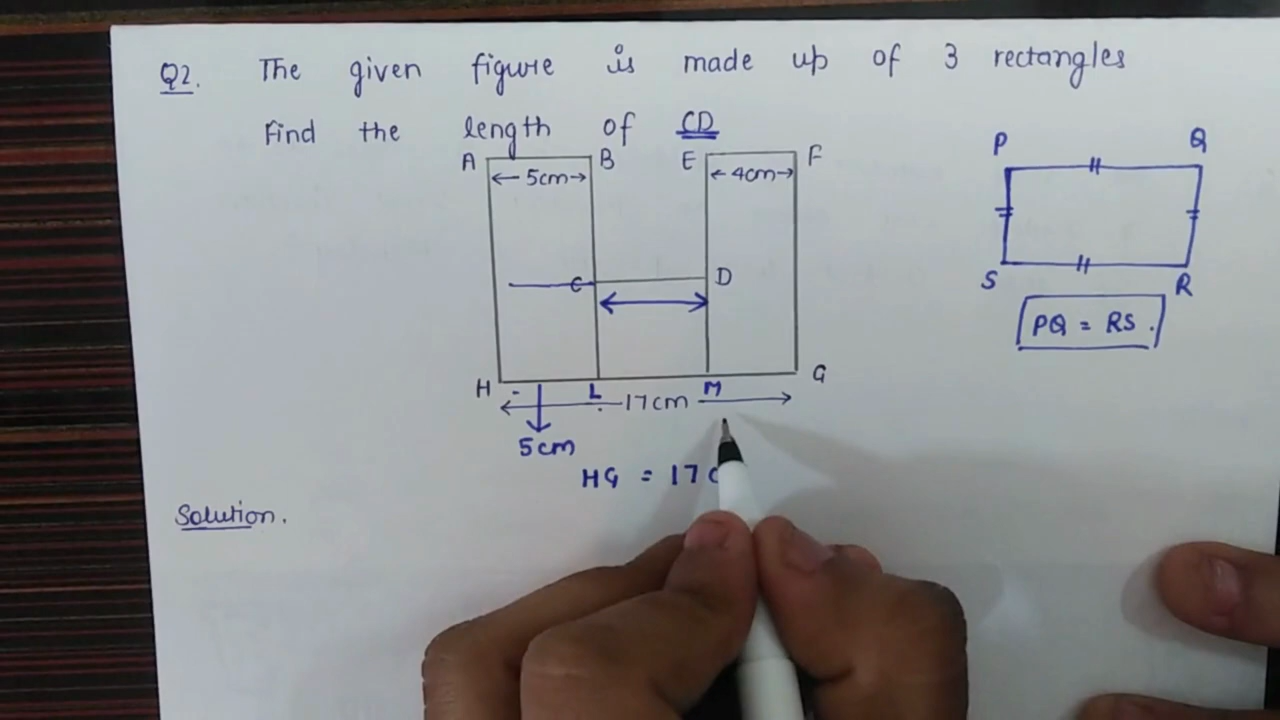 Q2. The given figure is made up of 3 rectangles
Find the length of CD
A B E F
5cm 4cm
C D
H L M G
17cm
5cm
HG = 17c
Solution.
P Q
S R
PQ = RS.